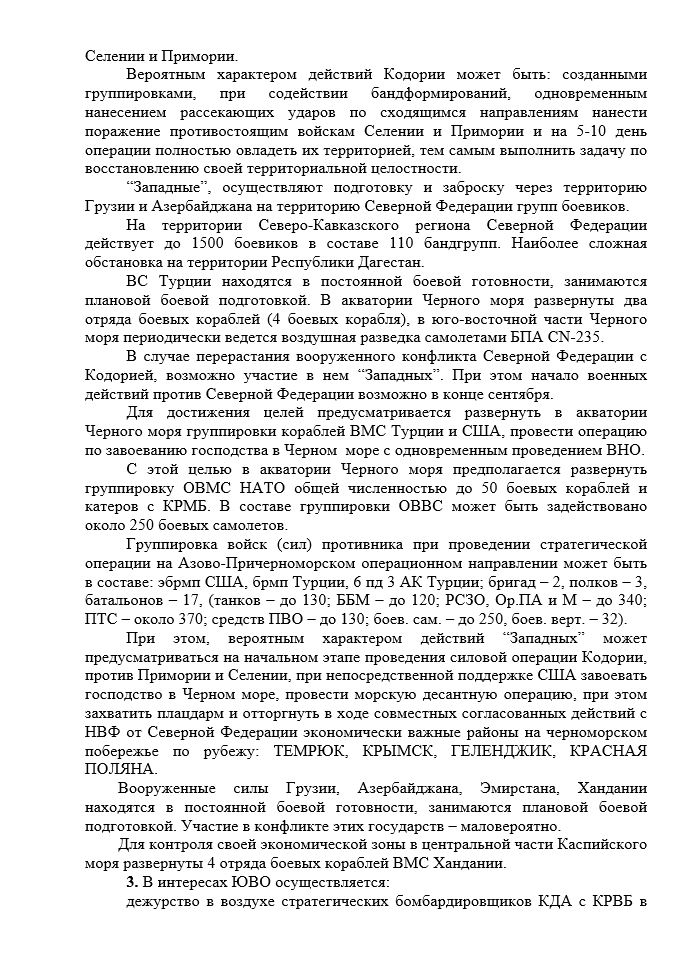 Селении и Примории.
Вероятным характером действий Кодории может быть: созданными
группировками, при содействии бандформирований, одновременным
нанесением рассекающих ударов по сходящимся направлениям нанести
поражение противостоящим войскам Селении и Примории и на 5-10 день
операции полностью овладеть их территорией, тем самым выполнить задачу по
восстановлению своей территориальной целостности.
“Западные”, осуществляют подготовку и заброску через территорию
Грузии и Азербайджана на территорию Северной Федерации групп боевиков.
На территории Северо-Кавказского региона Северной Федерации
действует до 1500 боевиков в составе 110 бандгрупп. Наиболее сложная
обстановка на территории Республики Дагестан.
ВС Турции находятся в постоянной боевой готовности, занимаются
плановой боевой подготовкой. В акватории Черного моря развернуты два
отряда боевых кораблей (4 боевых корабля), в юго-восточной части Черного
моря периодически ведется воздушная разведка самолетами БПА CN-235.
В случае перерастания вооруженного конфликта Северной Федерации с
Кодорией, возможно участие в нем “Западных”. При этом начало военных
действий против Северной Федерации возможно в конце сентября.
Для достижения целей предусматривается развернуть в акватории
Черного моря группировки кораблей ВМС Турции и США, провести операцию
по завоеванию господства в Черном море с одновременным проведением ВНО.
С этой целью в акватории Черного моря предполагается развернуть
группировку ОВМС НАТО общей численностью до 50 боевых кораблей и
катеров с КРМБ. В составе группировки ОВВС может быть задействовано
около 250 боевых самолетов.
Группировка войск (сил) противника при проведении стратегической
операции на Азово-Причерноморском операционном направлении может быть
в составе: эбрмп США, брмп Турции, 6 пд 3 АК Турции; бригад – 2, полков – 3,
батальонов – 17, (танков – до 130; ББМ – до 120; РСЗО, Ор.ПА и М – до 340;
ПТС – около 370; средств ПВО – до 130; боев. сам. – до 250, боев. верт. – 32).
При этом, вероятным характером действий “Западных” может
предусматриваться на начальном этапе проведения силовой операции Кодории,
против Примории и Селении, при непосредственной поддержке США завоевать
господство в Черном море, провести морскую десантную операцию, при этом
захватить плацдарм и отторгнуть в ходе совместных согласованных действий с
НВФ от Северной Федерации экономически важные районы на черноморском
побережье по рубежу: ТЕМРЮК, КРЫМСК, ГЕЛЕНДЖИК, КРАСНАЯ
ПОЛЯНА.
Вооруженные силы Грузии, Азербайджана, Эмирстана, Хандании
находятся в постоянной боевой готовности, занимаются плановой боевой
подготовкой. Участие в конфликте этих государств – маловероятно.
Для контроля своей экономической зоны в центральной части Каспийского
моря развернуты 4 отряда боевых кораблей ВМС Хандании.
3. В интересах ЮВО осуществляется:
дежурство в воздухе стратегических бомбардировщиков КДА с КРВБ в